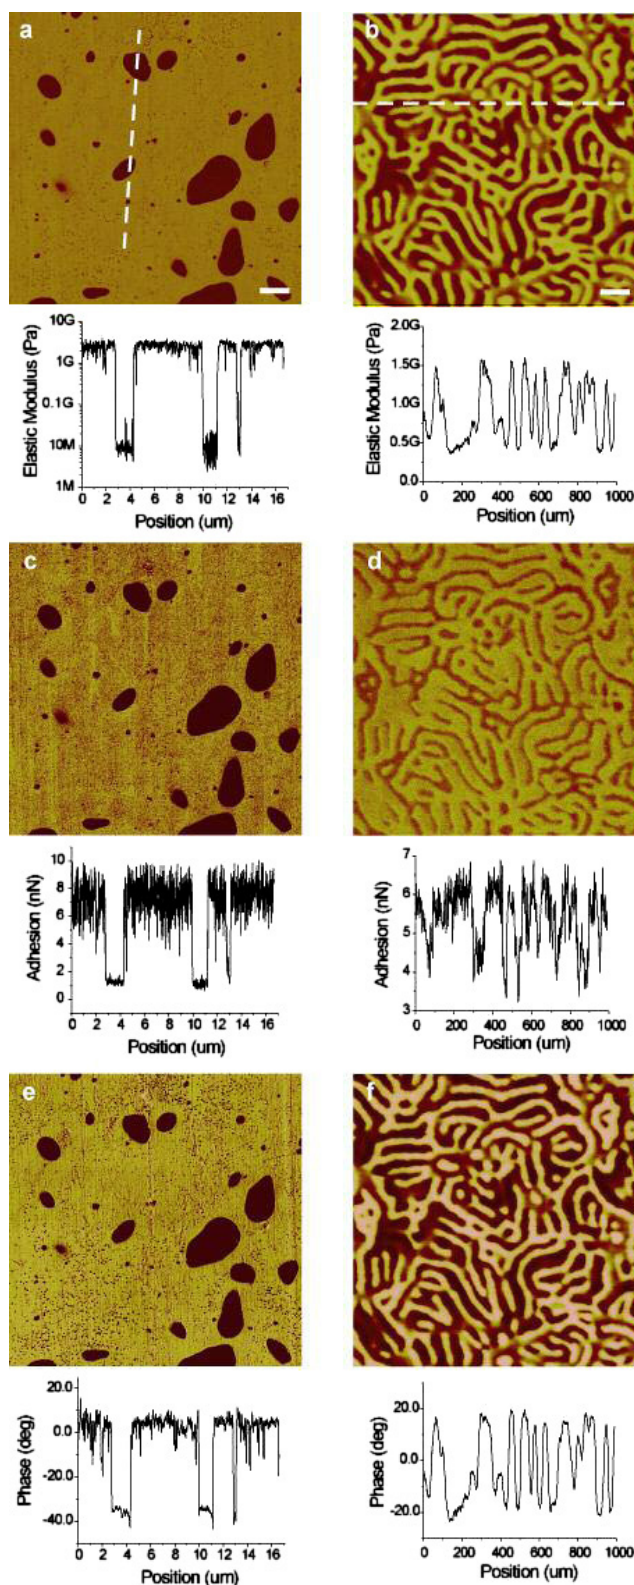 a
b
10G
1G
0.1G
10M
1M
Elastic Modulus (Pa)
0 2 4 6 8 10 12 14 16
Position (um)
2.0G
1.5G
1.0G
0.5G
0.0
Elastic Modulus (Pa)
0 200 400 600 800 1000
Position (um)
c
d
10
8
6
4
2
0
Adhesion (nN)
0 2 4 6 8 10 12 14 16
Position (um)
7
6
5
4
3
Adhesion (nN)
0 200 400 600 800 1000
Position (um)
e
f
20.0
0.0
-20.0
-40.0
Phase (deg)
0 2 4 6 8 10 12 14 16
Position (um)
20.0
0.0
-20.0
Phase (deg)
0 200 400 600 800 1000
Position (um)